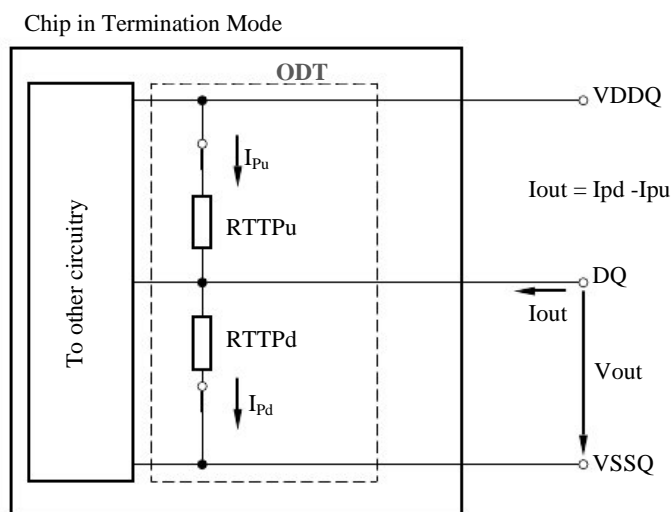 Chip in Termination Mode
ODT
VDDQ
IPu
Iout = Ipd -Ipu
RTTPu
To other circuitry
DQ
Iout
RTTPd
Vout
IPd
VSSQ